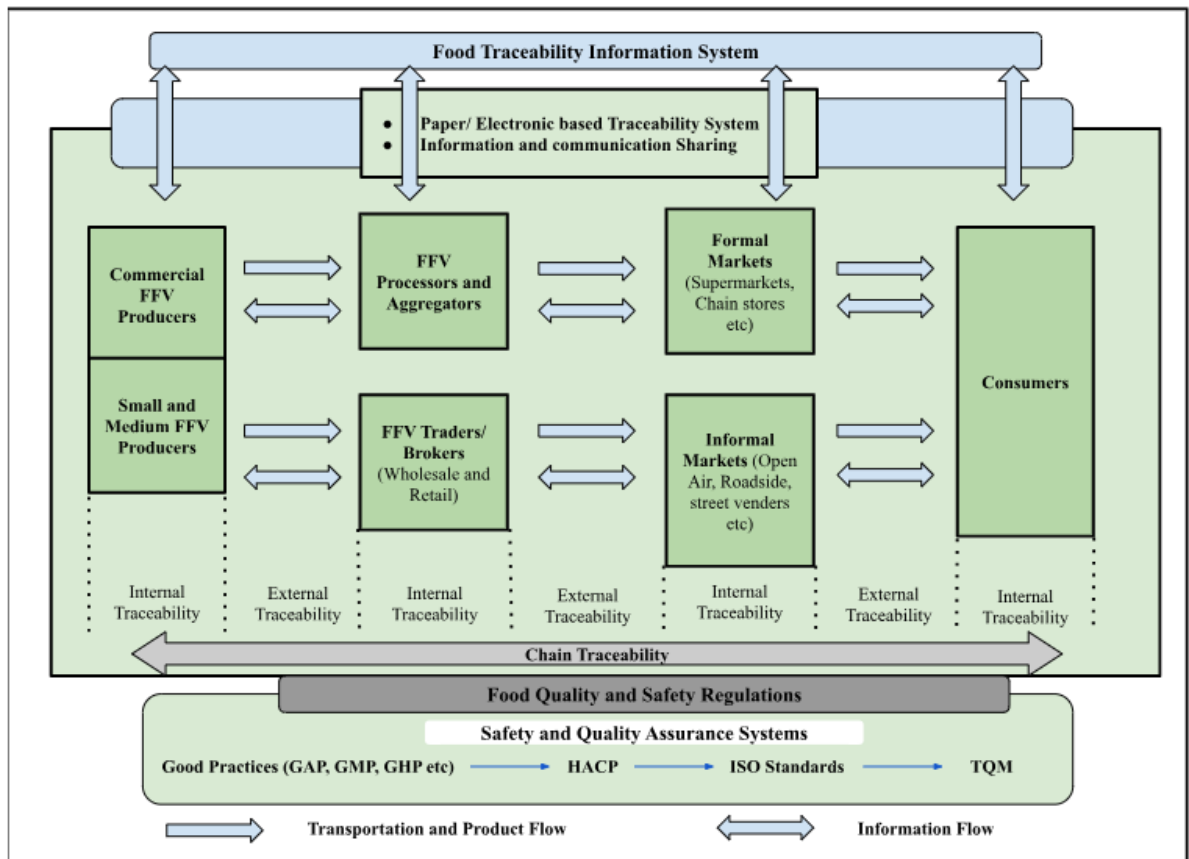 Food Traceability Information System
● Paper/ Electronic based Traceability System
● Information and communication Sharing
Commercial
FFV
Producers
Small and
Medium FFV
Producers
FFV
Processors and
Aggregators
FFV Traders/
Brokers
(Wholesale and
Retail)
Formal
Markets
(Supermarkets,
Chain stores
etc)
Informal
Markets (Open
Air, Roadside,
street venders
etc)
Consumers
Internal
Traceability
External
Traceability
Internal
Traceability
External
Traceability
Internal
Traceability
External
Traceability
Internal
Traceability
Chain Traceability
Food Quality and Safety Regulations
Safety and Quality Assurance Systems
Good Practices (GAP, GMP, GHP etc)
HACP
ISO Standards
TQM
Transportation and Product Flow
Information Flow